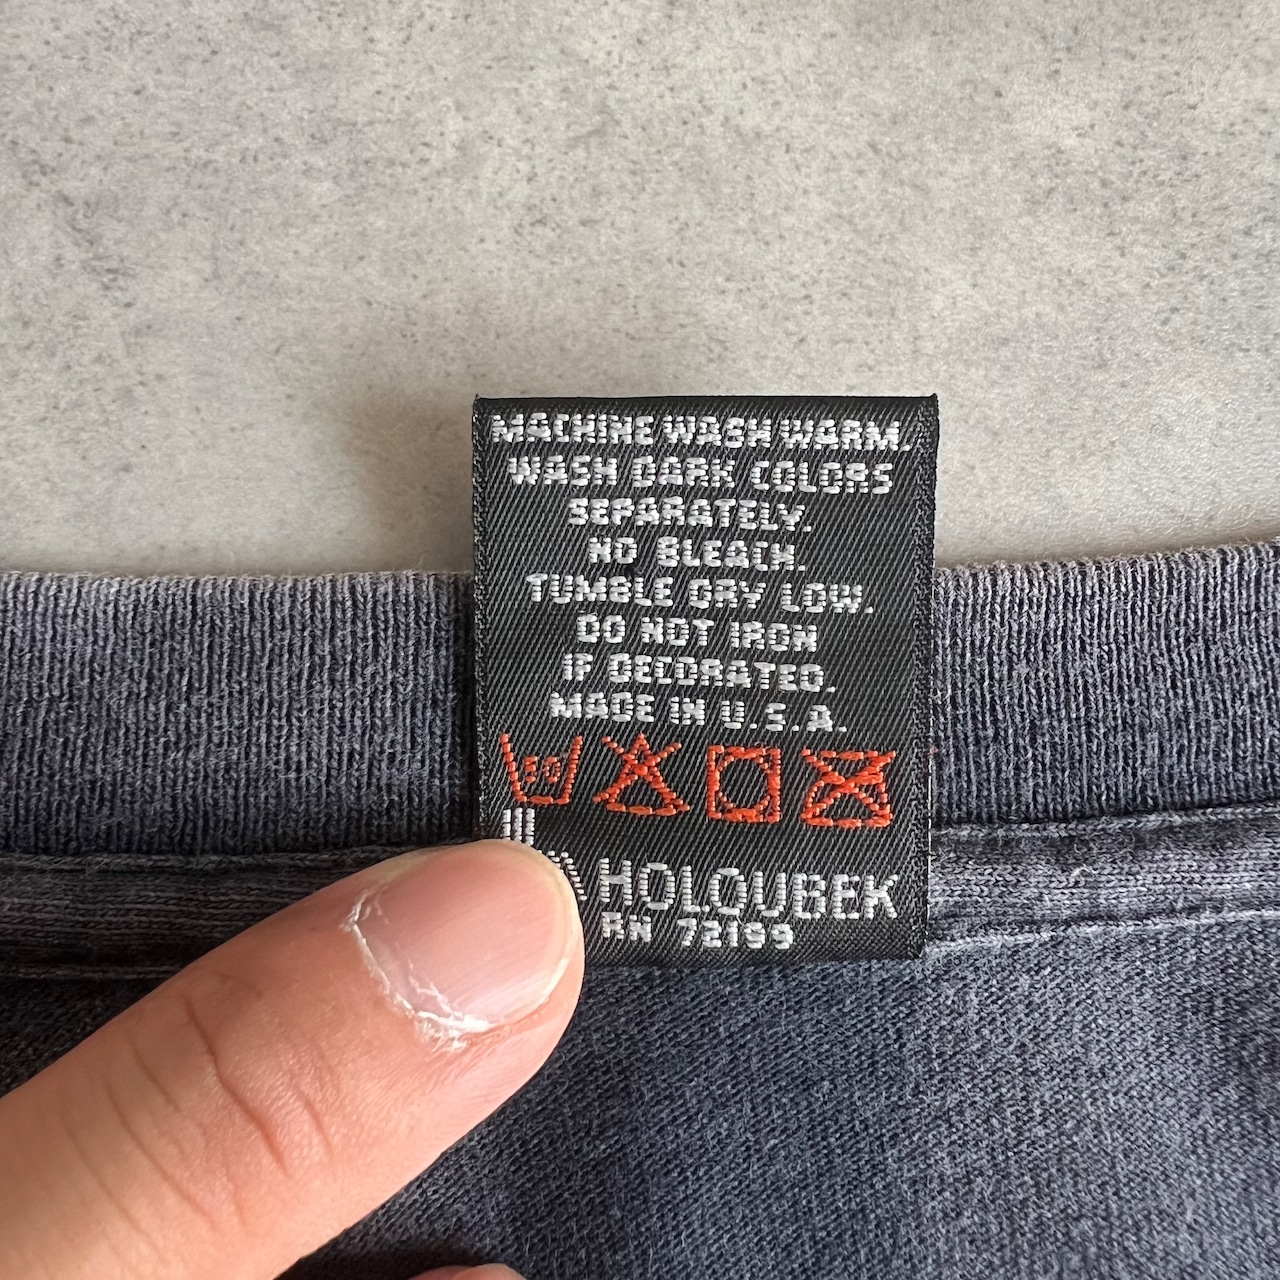 MACHINE WASH WARM.
WASH DARK COLORS
SEPARATELY.
NO BLEACH.
TUMBLE DRY LOW.
DO NOT IRON
IF DECORATED.
MADE IN U.S.A.
HOLOUBEK
RN 72199